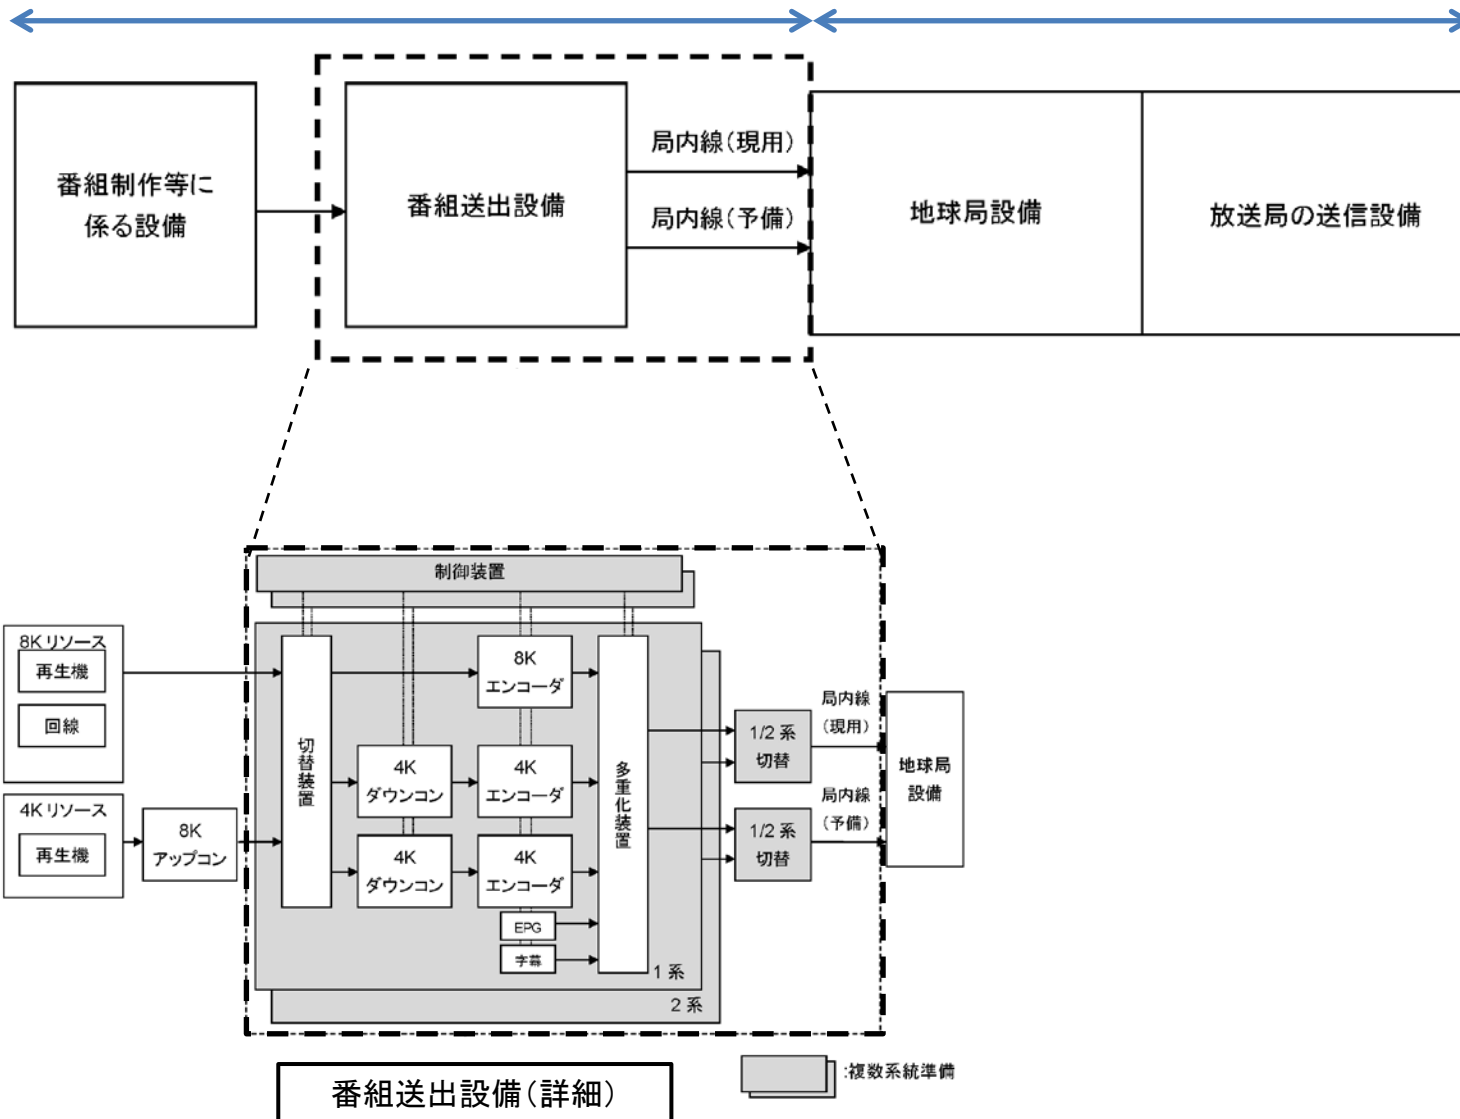 番組制作等に
係る設備
番組送出設備
局内線(現用)
局内線(予備)
地球局設備
放送局の送信設備
制御装置
8Kリソース
再生機
回線
4Kリソース
再生機
8K
アップコン
切替装置
4K
ダウンコン
4K
ダウンコン
8K
エンコーダ
4K
エンコーダ
4K
エンコーダ
EPG
字幕
多重化装置
1系
2系
1/2系
切替
1/2系
切替
局内線
(現用)
局内線
(予備)
地球局
設備
番組送出設備(詳細)
:複数系統準備